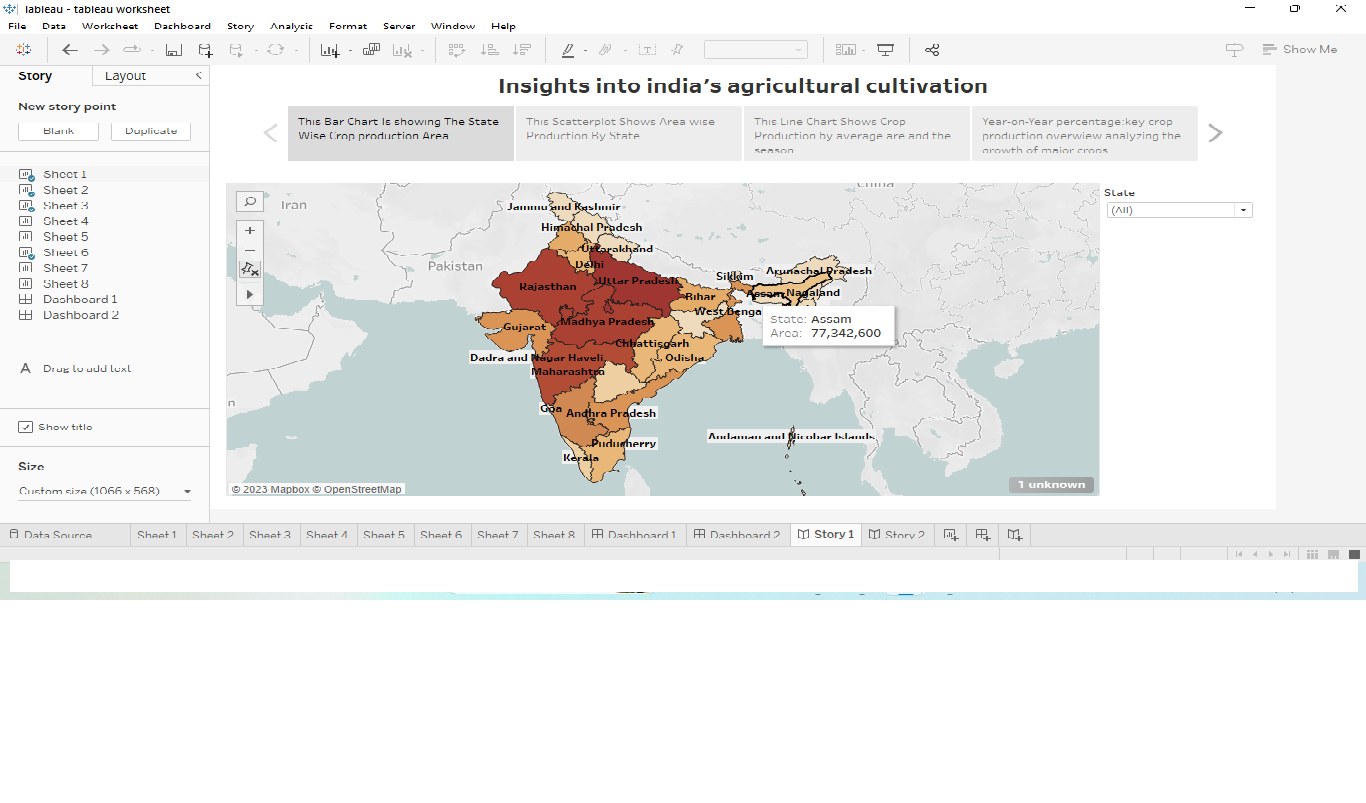 Tableau - tableau worksheet
File Data Worksheet Dashboard Story Analysis Format Server Window Help
Show Me
Story Layout
New story point
Blank Duplicate
Sheet 1
Sheet 2
Sheet 3
Sheet 4
Sheet 5
Sheet 6
Sheet 7
Sheet 8
Dashboard 1
Dashboard 2
A Drag to add text
Show title
Size
Custom size (1066 x 568)
Insights into india's agricultural cultivation
This Bar Chart Is showing The State
Wise Crop production Area
This Scatterplot Shows Area wise
Production By State
This Line Chart Shows Crop
Production by average are and the
season
Year-on-Year percentage:key crop
production overwiew analyzing the
growth of major crops
China
Iran
Jammu and Kashmir
Himachal Pradesh
Uttarakhand
Pakistan
Delhi
Sikkim
Arunachal Pradesh
Rajasthan
Uttar Pradesh
Bihar
Assam
Nagaland
West Benga
Gujarat
Madhya Pradesh
Chhattisgarh
Dadra and Nagar Haveli
Odisha
Maharashtra
n
Goa
Andhra Pradesh
Puducherry
Andaman and Nicobar Islands
Kerala
State: Assam
Area: 77,342,600
© 2023 Mapbox © OpenStreetMap
1 unknown
State
(All)
Data Source Sheet 1 Sheet 2 Sheet 3 Sheet 4 Sheet 5 Sheet 6 Sheet 7 Sheet 8 Dashboard 1 Dashboard 2 Story 1 Story 2